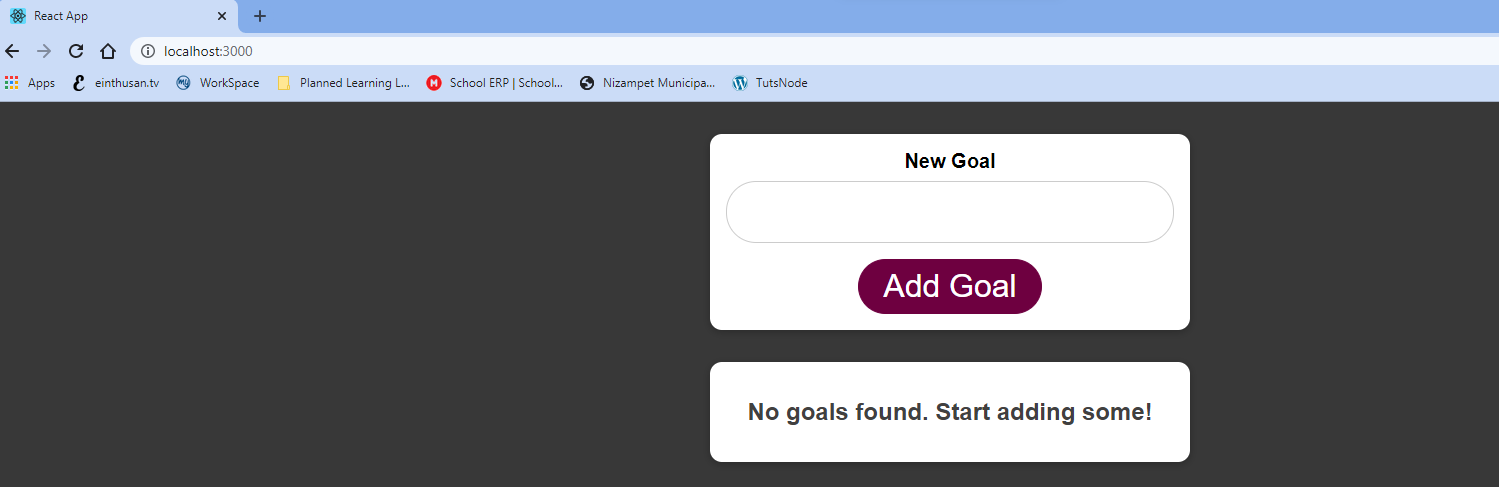 React App
localhost:3000
Apps einthusan.tv WorkSpace Planned Learning L... School ERP | School... Nizampet Municipa... TutsNode
New Goal
Add Goal
No goals found. Start adding some!